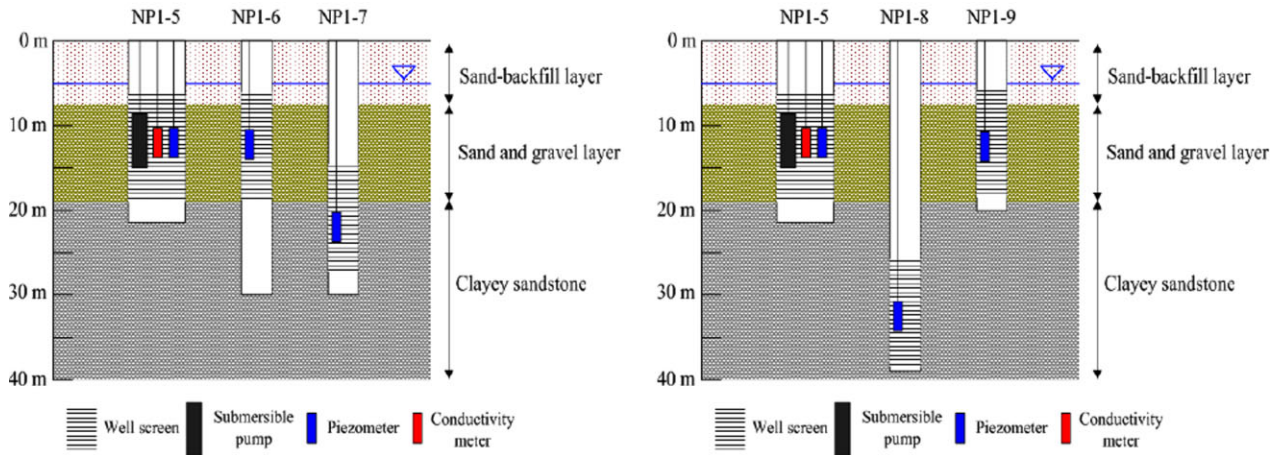 NP1-5 NP1-6 NP1-7
0 m
Sand-backfill layer
10 m
Sand and gravel layer
20 m
Clayey sandstone
30 m
40 m
Well screen
Submersible
pump
Piezometer
Conductivity
meter
NP1-5 NP1-8 NP1-9
0 m
Sand-backfill layer
10 m
Sand and gravel layer
20 m
Clayey sandstone
30 m
40 m
Well screen
Submersible
pump
Piezometer
Conductivity
meter